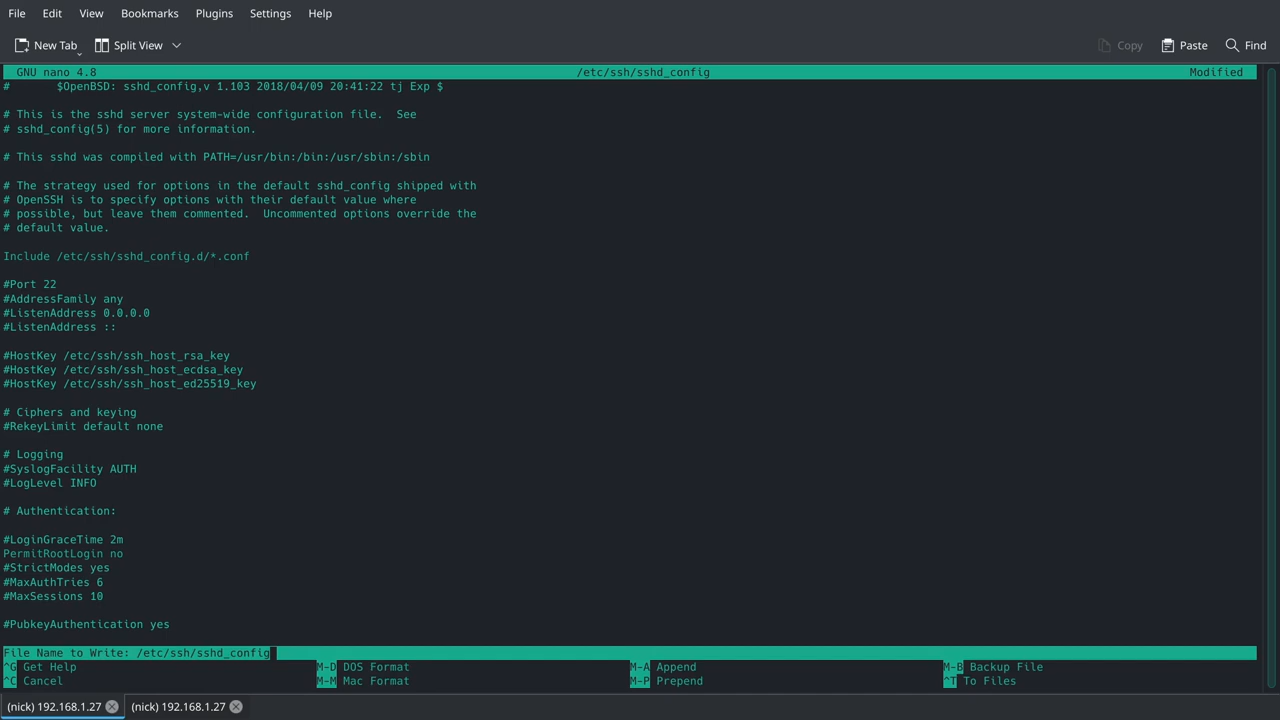 File Edit View Bookmarks Plugins Settings Help
New Tab Split View Copy Paste Find
GNU nano 4.8 /etc/ssh/sshd_config Modified
#       $OpenBSD: sshd_config,v 1.103 2018/04/09 20:41:22 tj Exp $
# This is the sshd server system-wide configuration file.  See
# sshd_config(5) for more information.
# This sshd was compiled with PATH=/usr/bin:/bin:/usr/sbin:/sbin
# The strategy used for options in the default sshd_config shipped with
# OpenSSH is to specify options with their default value where
# possible, but leave them commented.  Uncommented options override the
# default value.
Include /etc/ssh/sshd_config.d/*.conf
#Port 22
#AddressFamily any
#ListenAddress 0.0.0.0
#ListenAddress ::
#HostKey /etc/ssh/ssh_host_rsa_key
#HostKey /etc/ssh/ssh_host_ecdsa_key
#HostKey /etc/ssh/ssh_host_ed25519_key
# Ciphers and keying
#RekeyLimit default none
# Logging
#SyslogFacility AUTH
#LogLevel INFO
# Authentication:
#LoginGraceTime 2m
PermitRootLogin no
#StrictModes yes
#MaxAuthTries 6
#MaxSessions 10
#PubkeyAuthentication yes
File Name to Write: /etc/ssh/sshd_config
^G Get Help M-D DOS Format M-A Append M-B Backup File
^C Cancel M-M Mac Format M-P Prepend ^T To Files
(nick) 192.168.1.27 (nick) 192.168.1.27